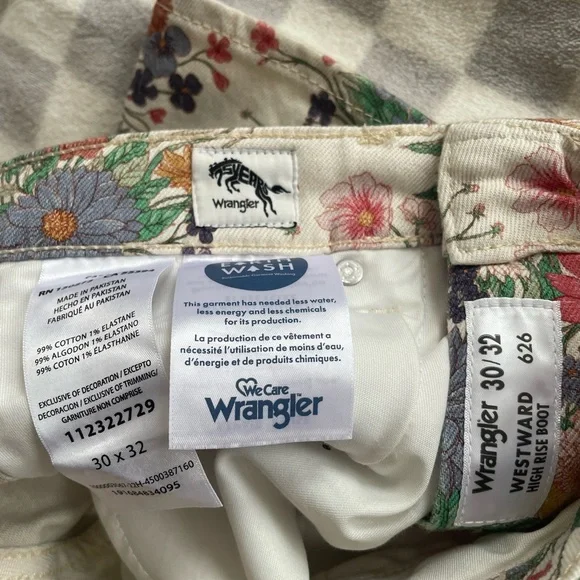 75 YEARS
Wrangler
MADE IN PAKISTAN
HECHO EN PAKISTAN
FABRIQUÉ AU PAKISTAN
99% COTTON 1% ELASTANE
99% ALGODON 1% ELASTANO
99% COTON 1% ÉLASTHANNE
EXCLUSIVE OF DECORATION / EXCEPTO
DECORACION / EXCLUSIVE OF TRIMMING/
GARNITURE NON COMPRISE
112322729
30 x 32
191684834095
WASH
This garment has needed less water,
less energy and less chemicals
for its production.
La production de ce vêtement a
nécessité l'utilisation de moins d'eau,
d'énergie et de produits chimiques.
We Care
Wrangler
Wrangler 30/32
WESTWARD 626
HIGH RISE BOOT